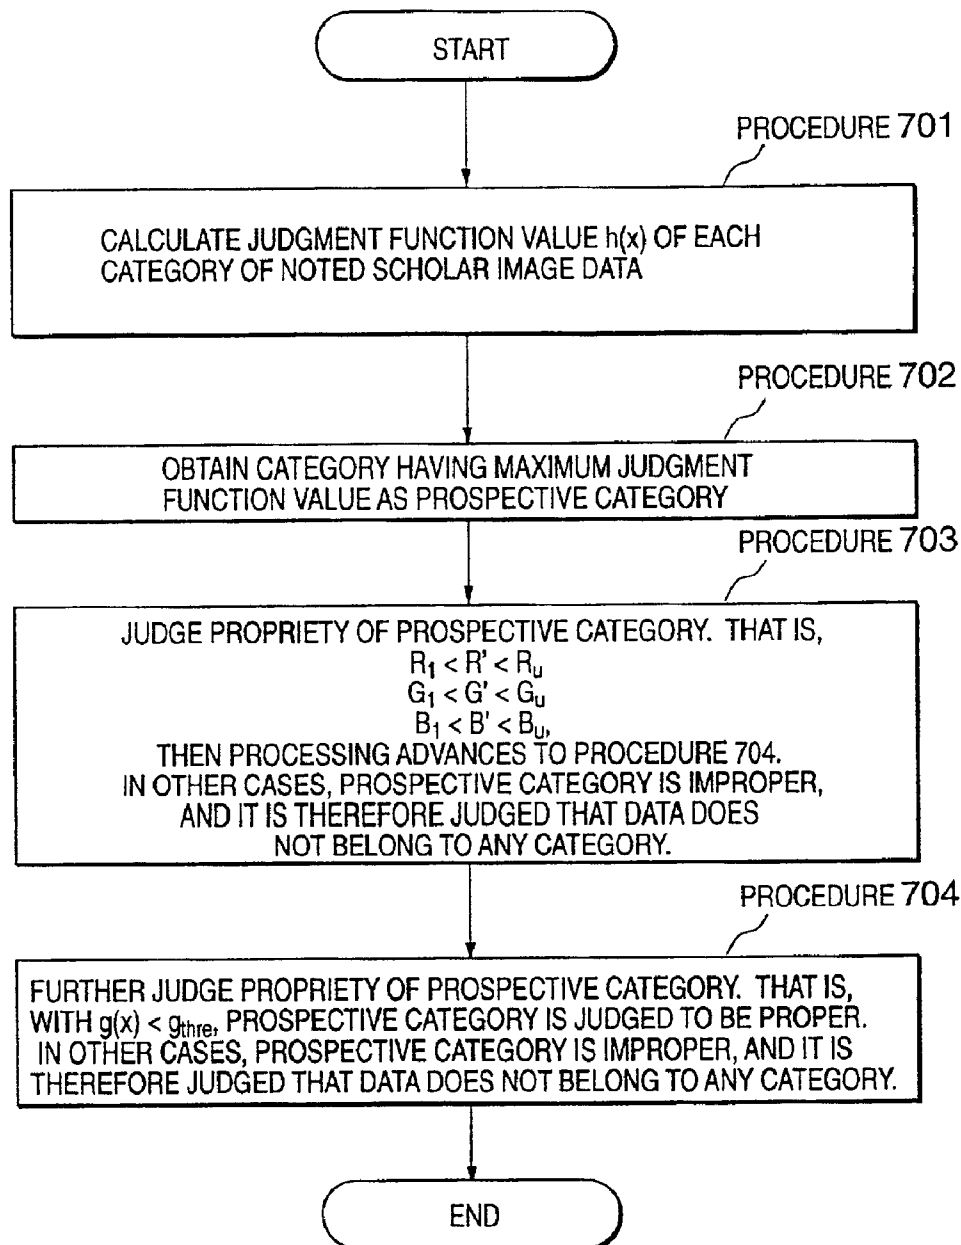 START
PROCEDURE 701
CALCULATE JUDGMENT FUNCTION VALUE h(x) OF EACH
CATEGORY OF NOTED SCHOLAR IMAGE DATA
PROCEDURE 702
OBTAIN CATEGORY HAVING MAXIMUM JUDGMENT
FUNCTION VALUE AS PROSPECTIVE CATEGORY
PROCEDURE 703
JUDGE PROPRIETY OF PROSPECTIVE CATEGORY. THAT IS,
R1 < R' < Ru
G1 < G' < Gu
B1 < B' < Bu,
THEN PROCESSING ADVANCES TO PROCEDURE 704.
IN OTHER CASES, PROSPECTIVE CATEGORY IS IMPROPER,
AND IT IS THEREFORE JUDGED THAT DATA DOES
NOT BELONG TO ANY CATEGORY.
PROCEDURE 704
FURTHER JUDGE PROPRIETY OF PROSPECTIVE CATEGORY. THAT IS,
WITH g(x) < gthre, PROSPECTIVE CATEGORY IS JUDGED TO BE PROPER.
IN OTHER CASES, PROSPECTIVE CATEGORY IS IMPROPER, AND IT IS
THEREFORE JUDGED THAT DATA DOES NOT BELONG TO ANY CATEGORY.
END